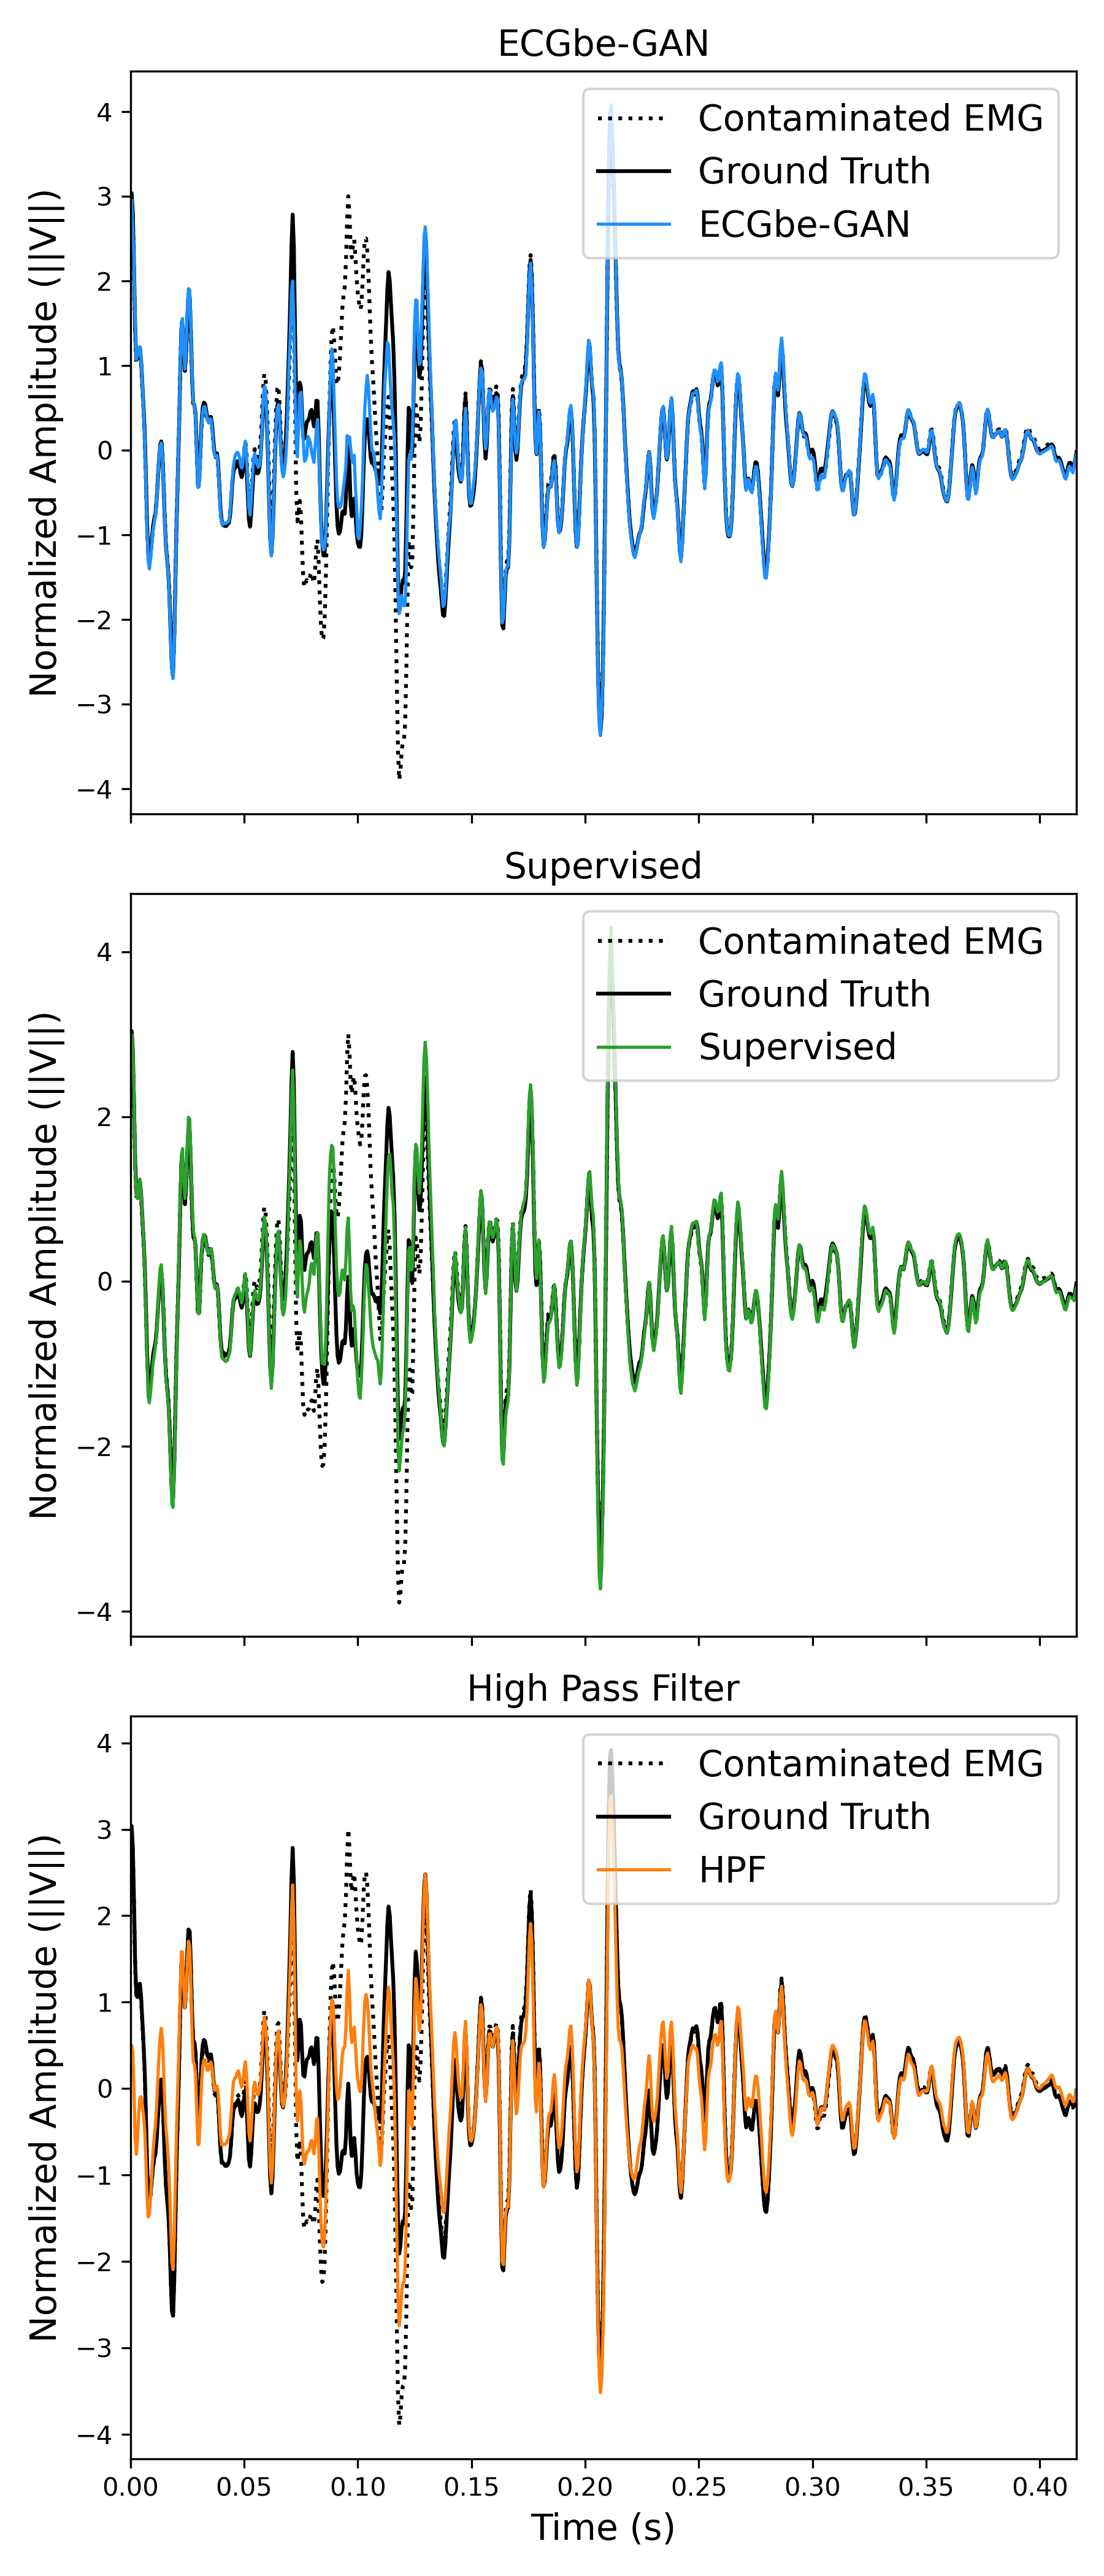 ECGbe-GAN
Normalized Amplitude (||V||)
4
3
2
1
0
−1
−2
−3
−4
Contaminated EMG
Ground Truth
ECGbe-GAN
Supervised
Normalized Amplitude (||V||)
4
2
0
−2
−4
Contaminated EMG
Ground Truth
Supervised
High Pass Filter
Normalized Amplitude (||V||)
4
3
2
1
0
−1
−2
−3
−4
Contaminated EMG
Ground Truth
HPF
0.00 0.05 0.10 0.15 0.20 0.25 0.30 0.35 0.40
Time (s)